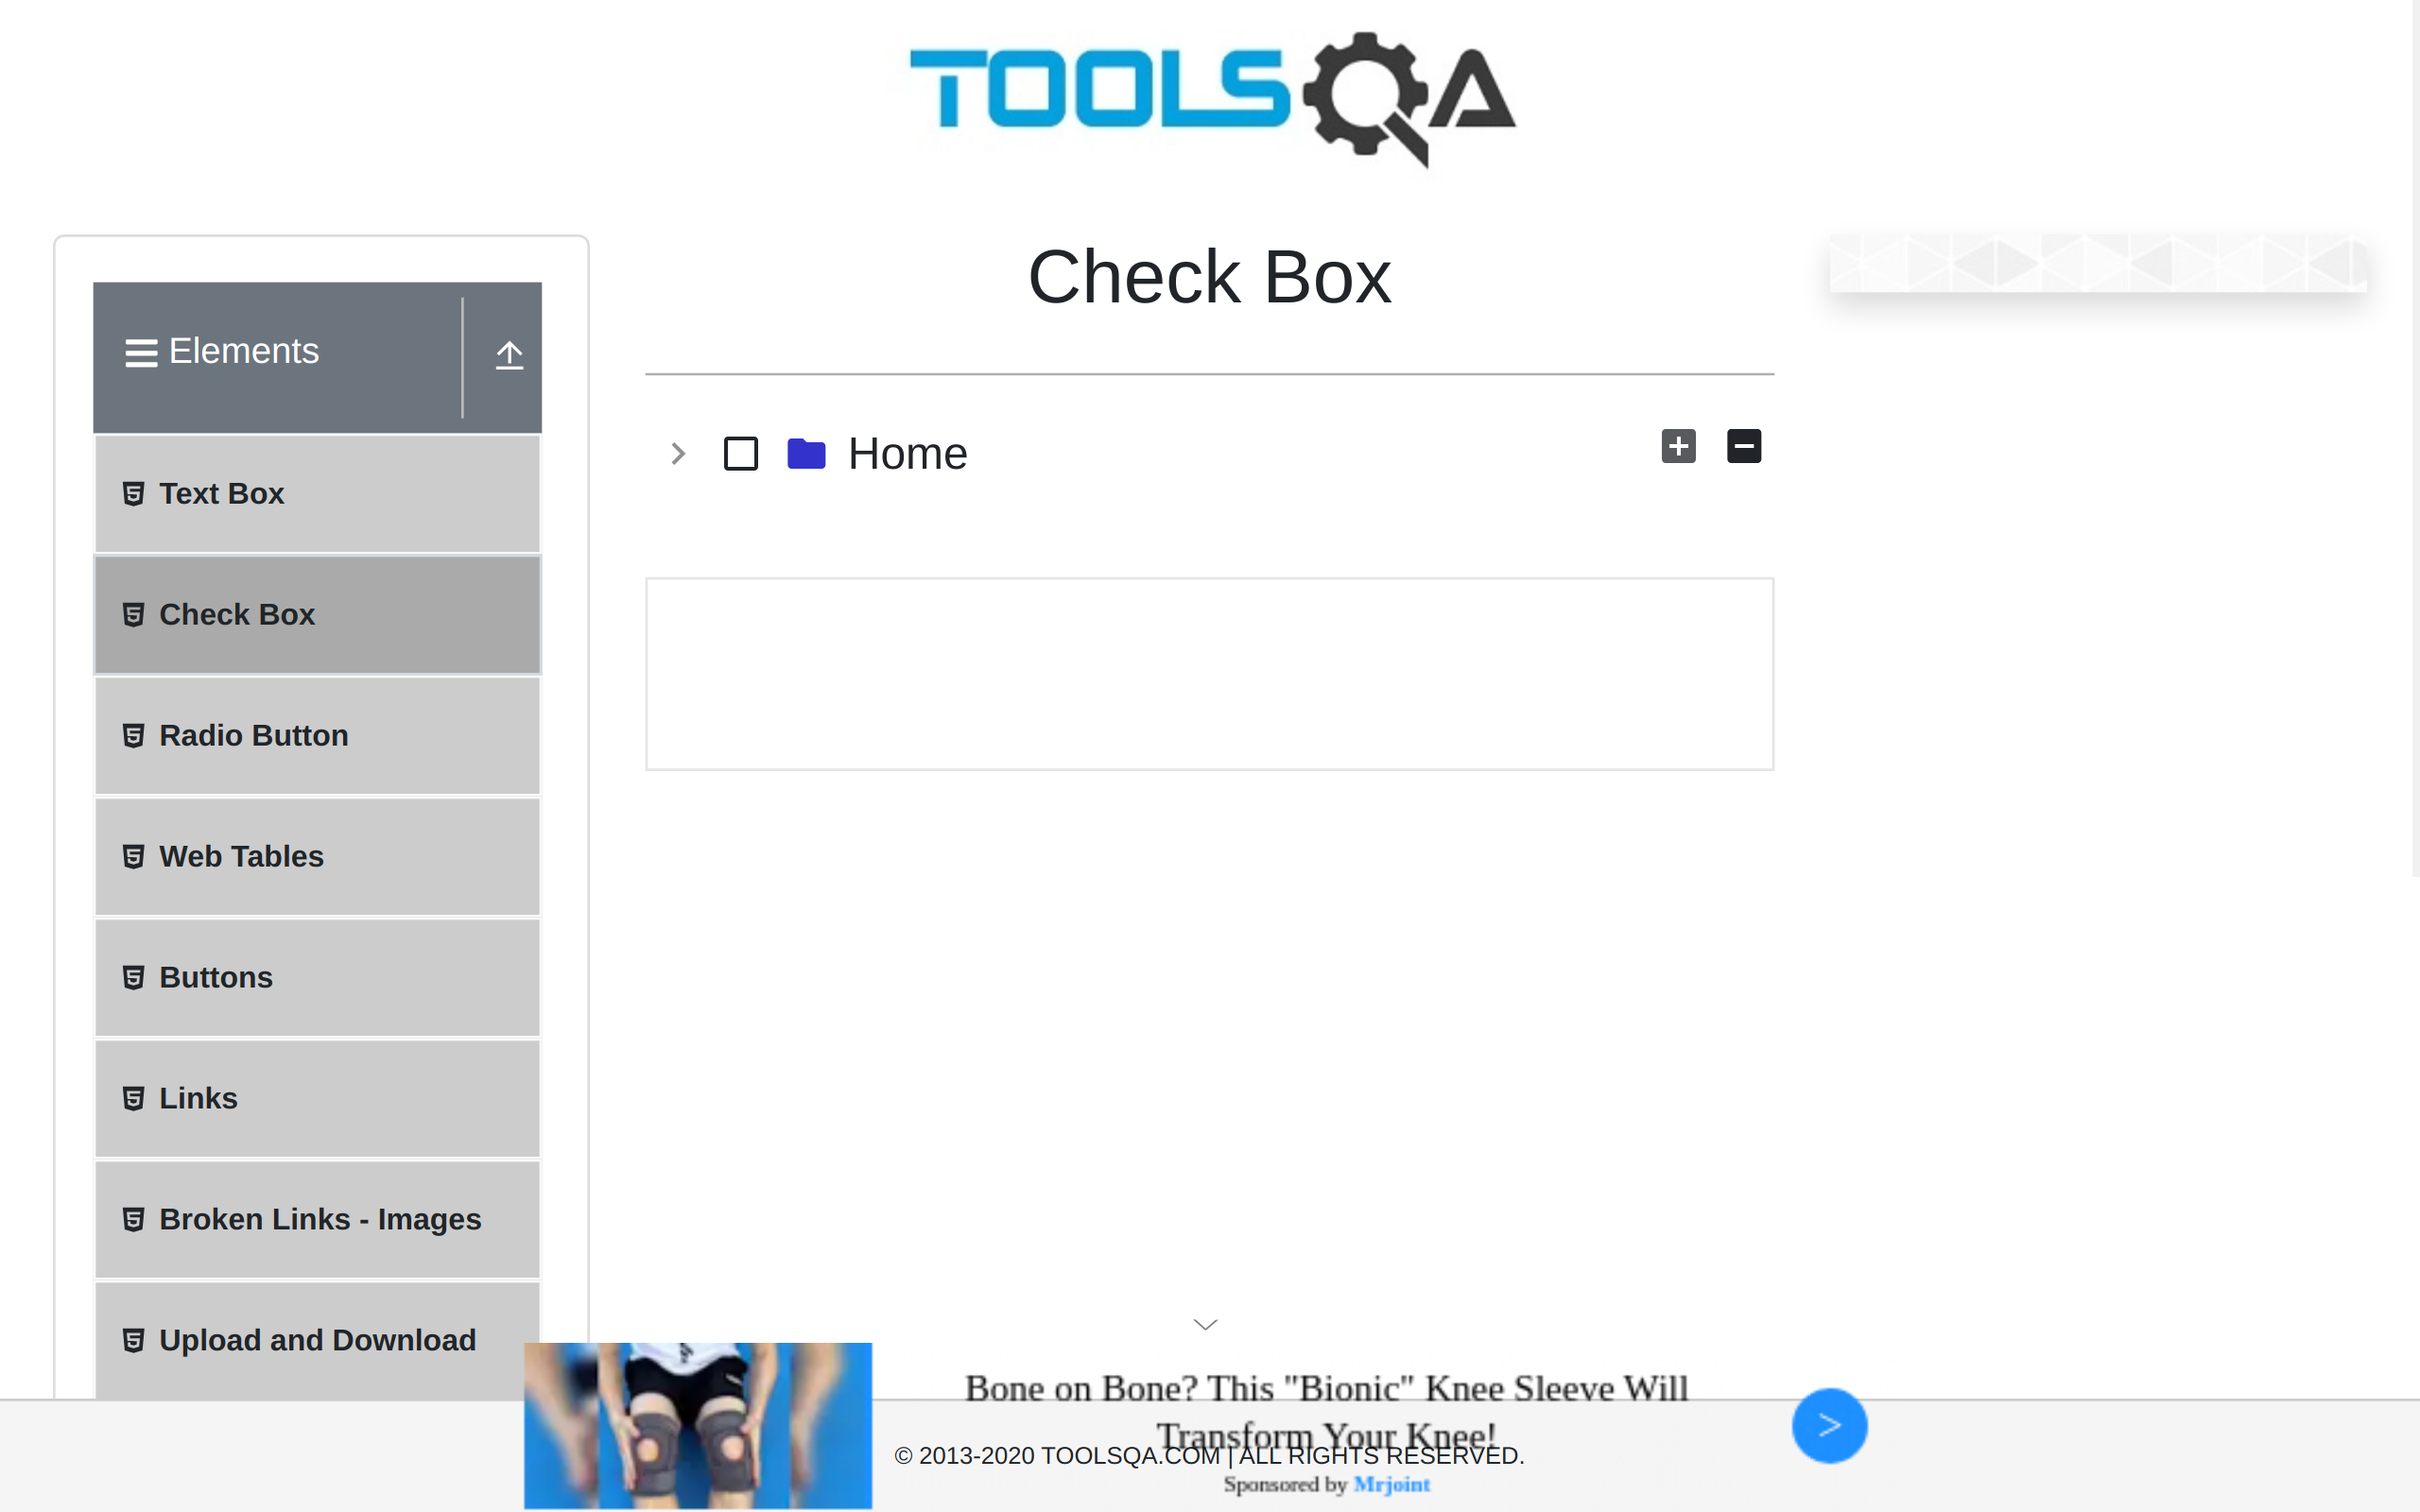 TOOLSQA
Check Box
Elements
Home
Text Box
Check Box
Radio Button
Web Tables
Buttons
Links
Broken Links - Images
Upload and Download
Bone on Bone? This "Bionic" Knee Sleeve Will
Transform Your Knee!
© 2013-2020 TOOLSQA.COM | ALL RIGHTS RESERVED.
Sponsored by Mrjoint